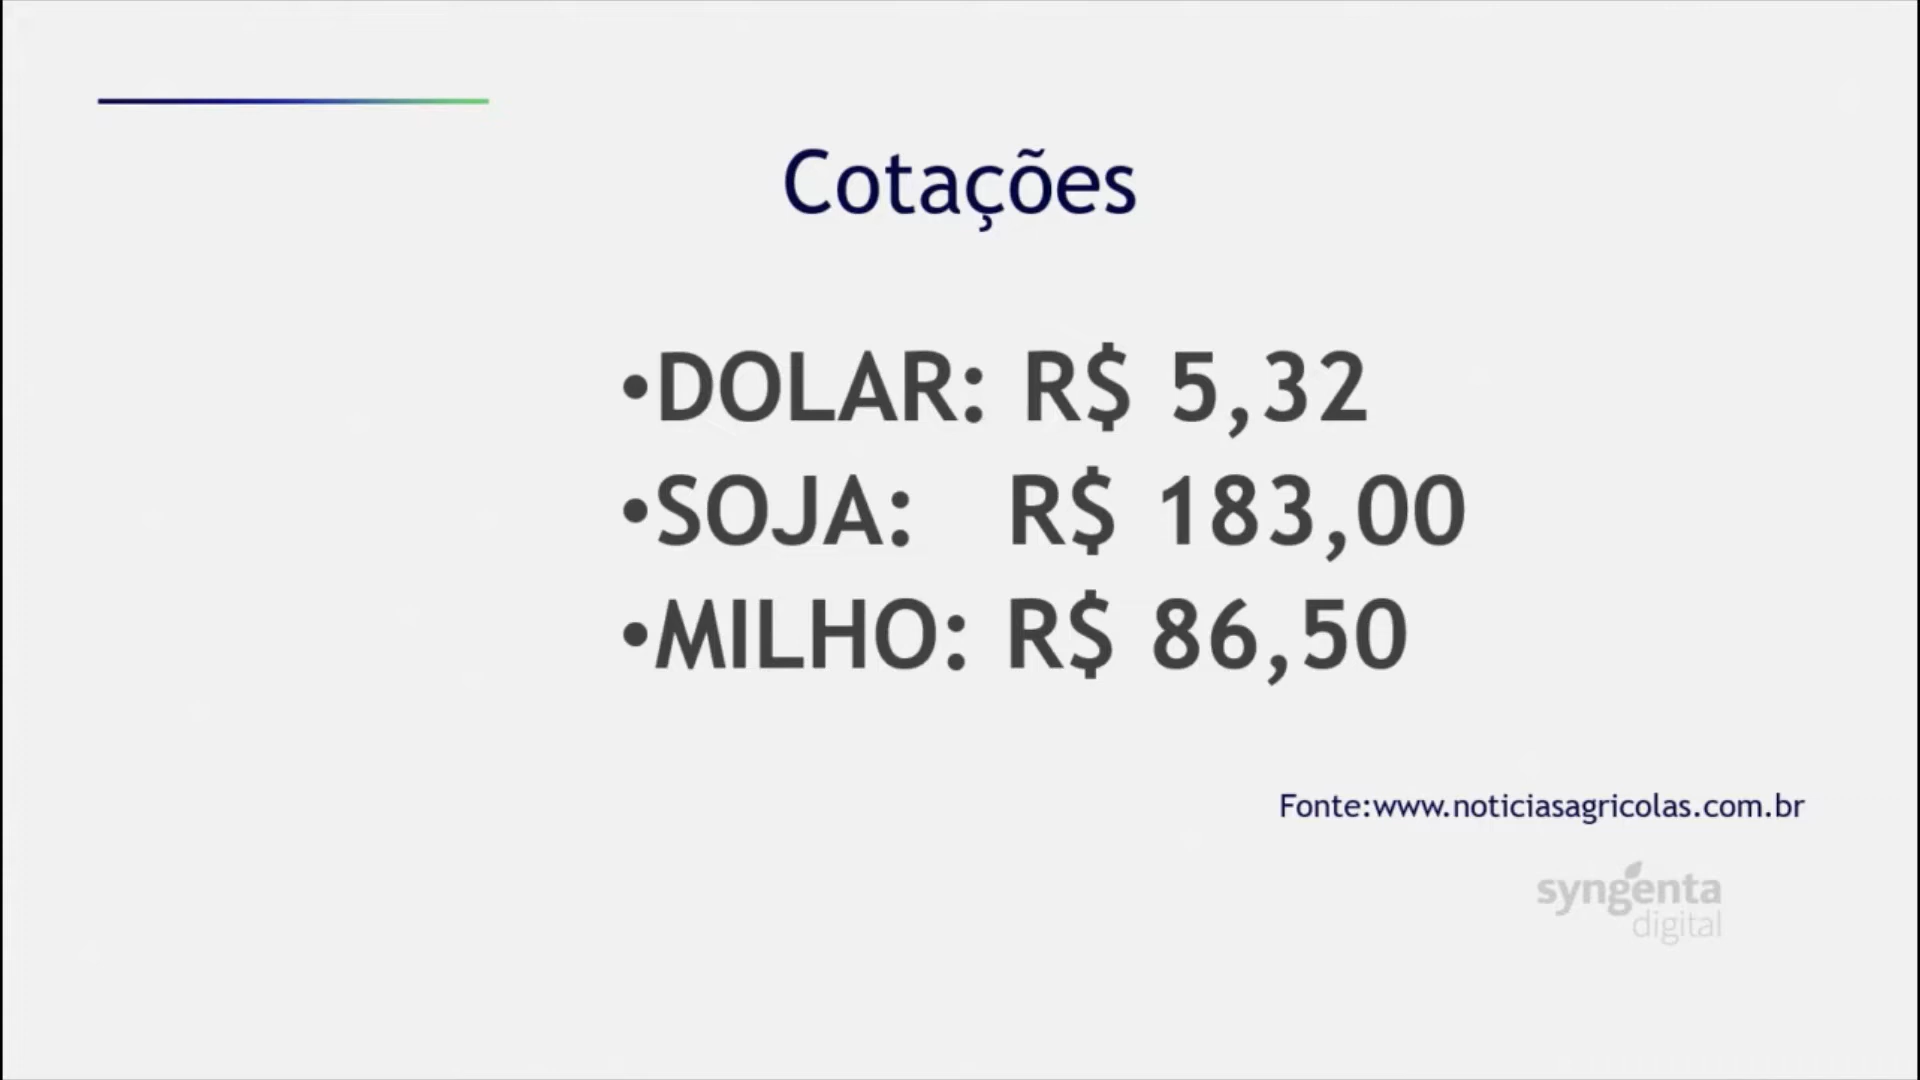 Cotações
•DOLAR: R$ 5,32
•SOJA: R$ 183,00
•MILHO: R$ 86,50
Fonte:www.noticiasagricolas.com.br
syngenta
digital